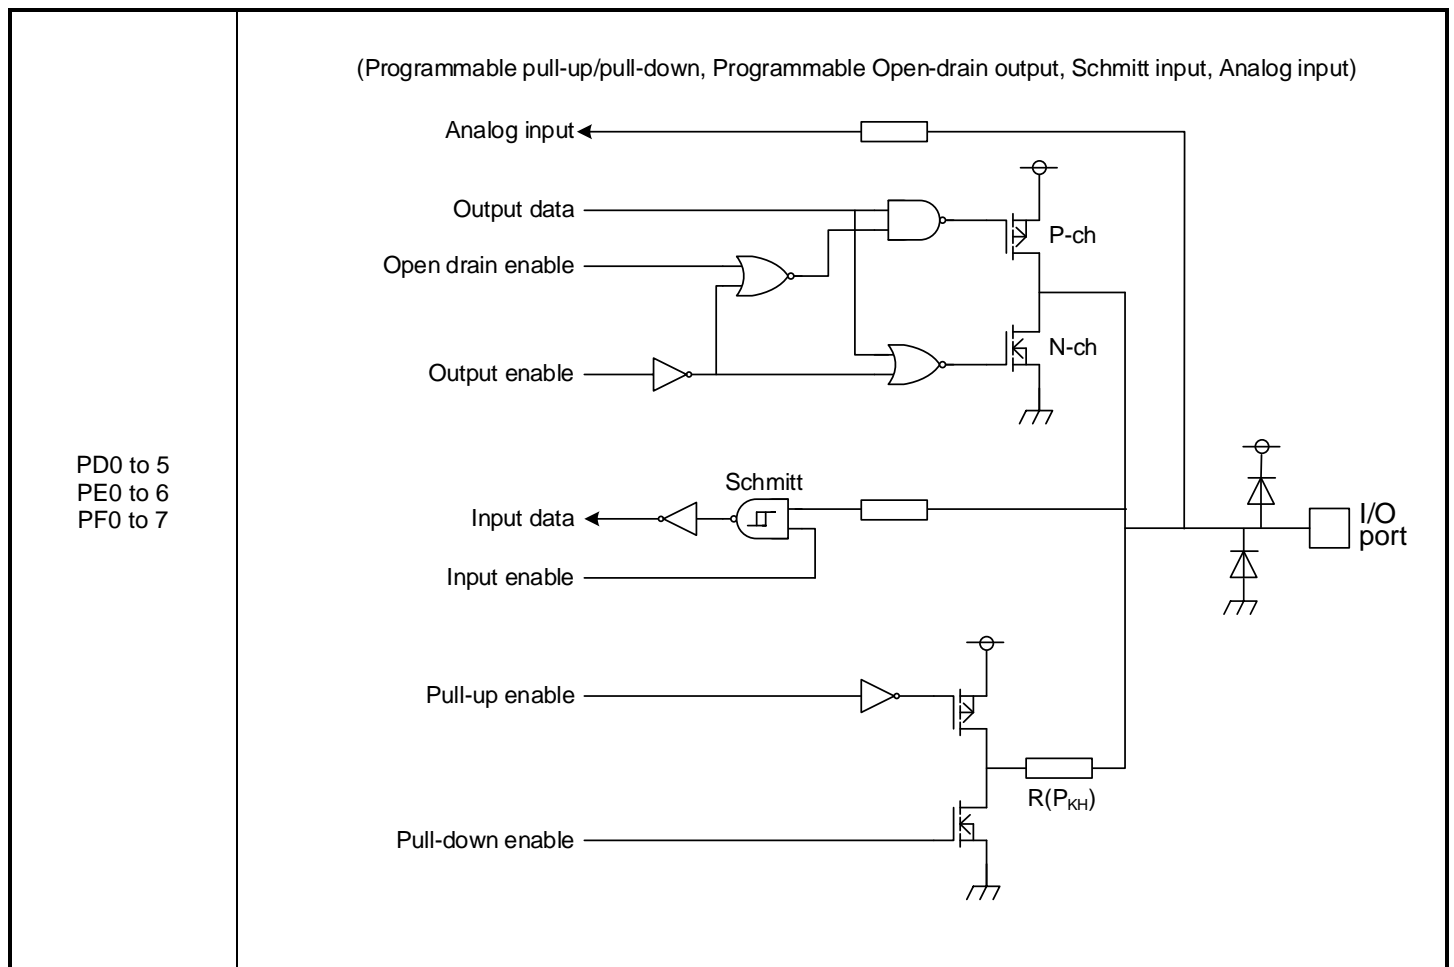 (Programmable pull-up/pull-down, Programmable Open-drain output, Schmitt input, Analog input)
Analog input
Output data
P-ch
Open drain enable
N-ch
Output enable
PD0 to 5
PE0 to 6
PF0 to 7
Schmitt
Input data
I/O
port
Input enable
Pull-up enable
R(PKH)
Pull-down enable